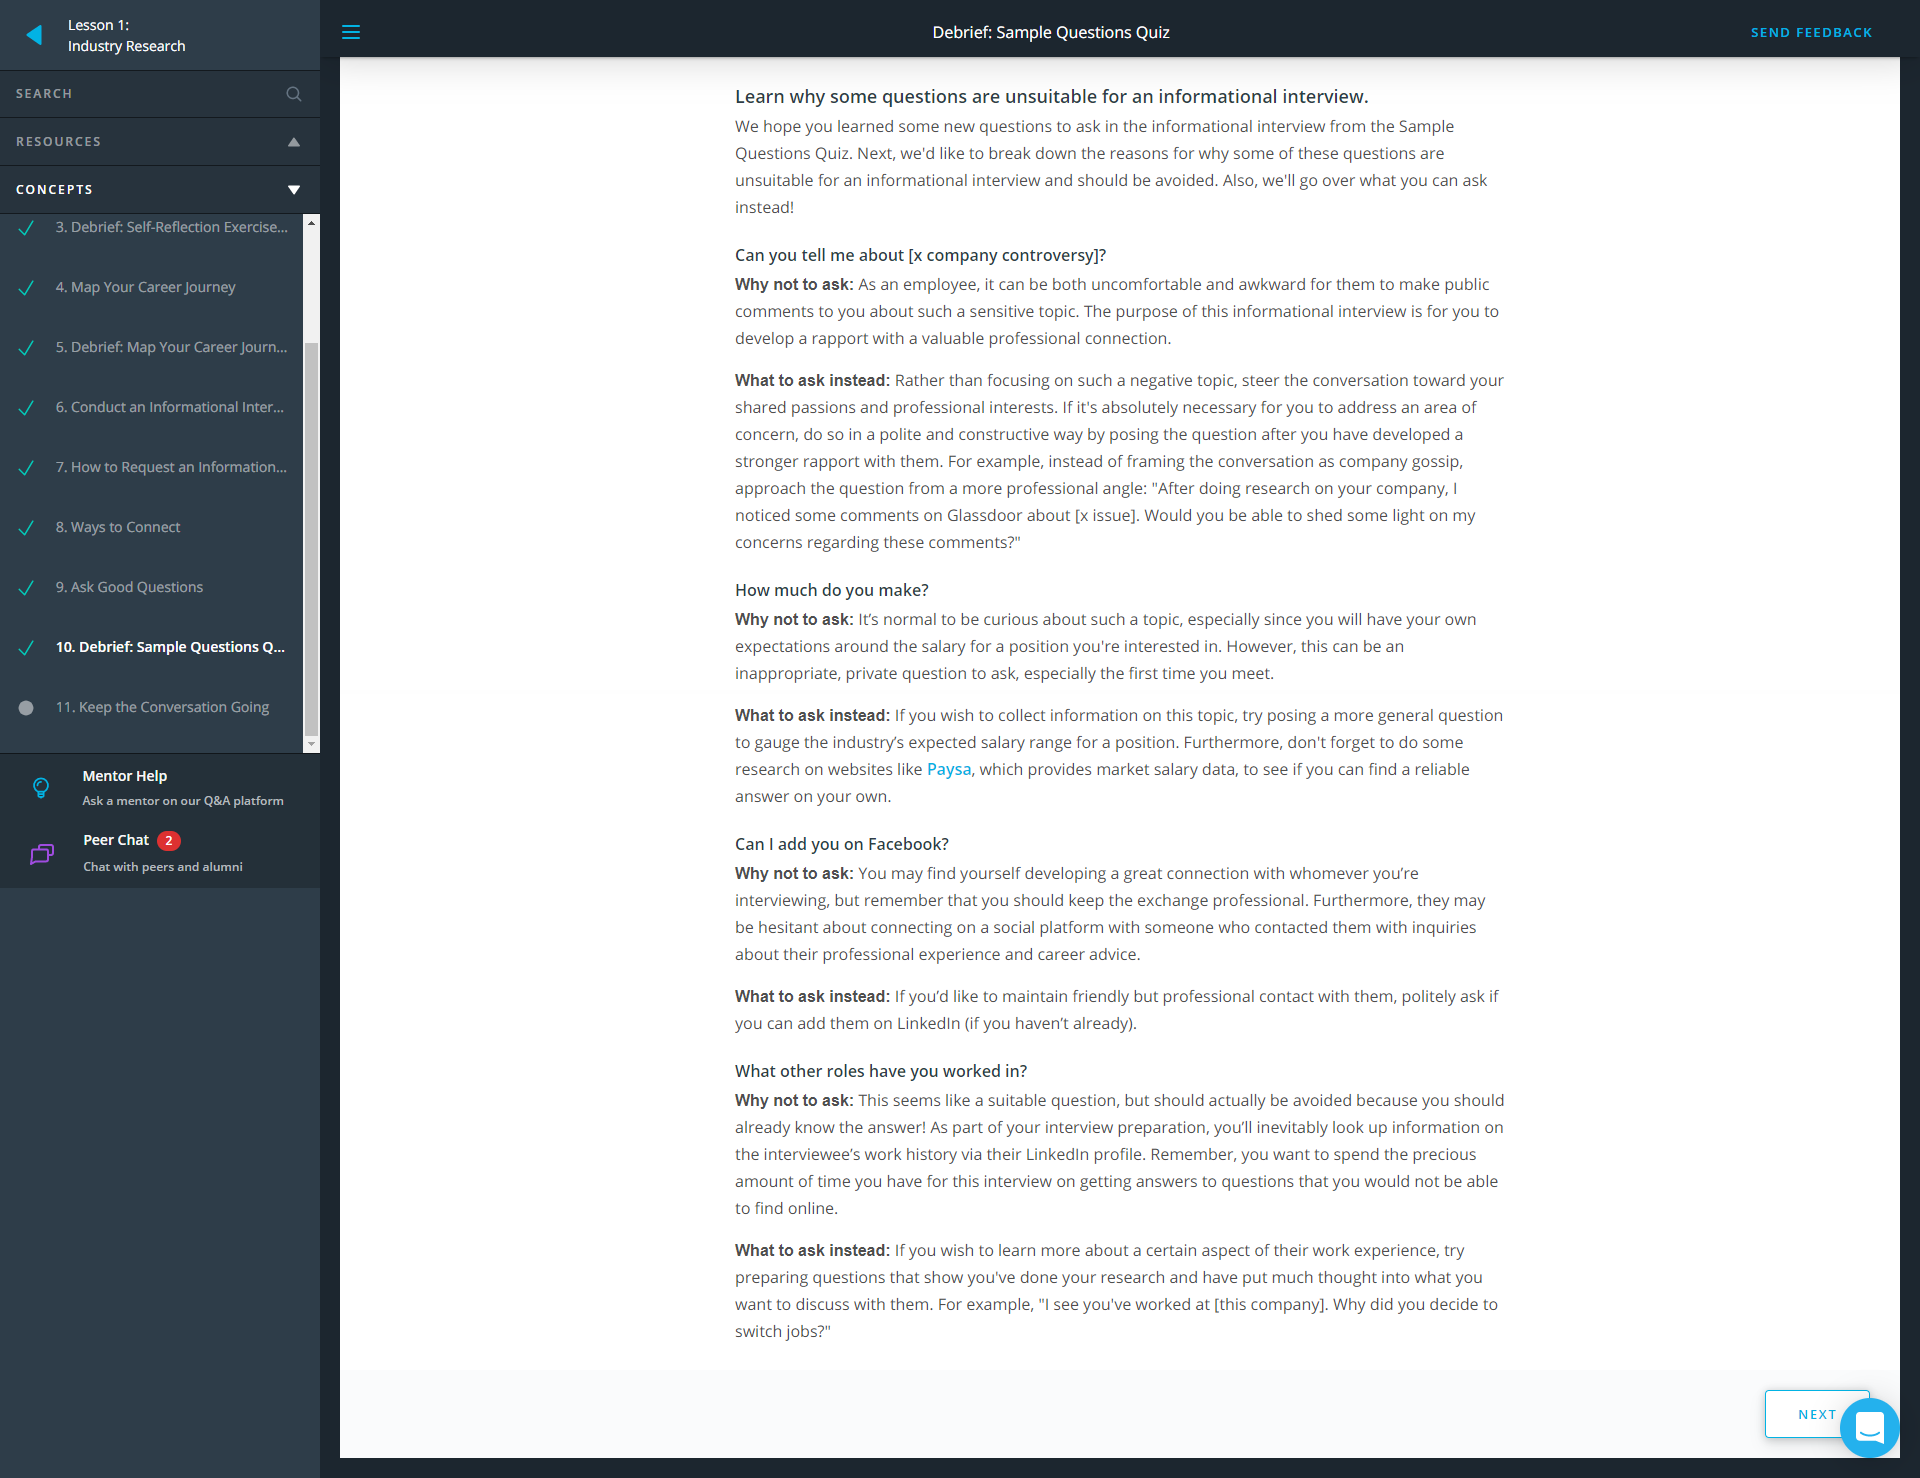 Lesson 1:
Industry Research
SEARCH
RESOURCES
CONCEPTS
3. Debrief: Self-Reflection Exercise...
4. Map Your Career Journey
5. Debrief: Map Your Career Journ...
6. Conduct an Informational Inter...
7. How to Request an Information...
8. Ways to Connect
9. Ask Good Questions
10. Debrief: Sample Questions Q...
11. Keep the Conversation Going
Mentor Help
Ask a mentor on our Q&A platform
Peer Chat 2
Chat with peers and alumni
Debrief: Sample Questions Quiz
SEND FEEDBACK
Learn why some questions are unsuitable for an informational interview.
We hope you learned some new questions to ask in the informational interview from the Sample
Questions Quiz. Next, we'd like to break down the reasons for why some of these questions are
unsuitable for an informational interview and should be avoided. Also, we'll go over what you can ask
instead!
Can you tell me about [x company controversy]?
Why not to ask: As an employee, it can be both uncomfortable and awkward for them to make public
comments to you about such a sensitive topic. The purpose of this informational interview is for you to
develop a rapport with a valuable professional connection.
What to ask instead: Rather than focusing on such a negative topic, steer the conversation toward your
shared passions and professional interests. If it's absolutely necessary for you to address an area of
concern, do so in a polite and constructive way by posing the question after you have developed a
stronger rapport with them. For example, instead of framing the conversation as company gossip,
approach the question from a more professional angle: "After doing research on your company, I
noticed some comments on Glassdoor about [x issue]. Would you be able to shed some light on my
concerns regarding these comments?"
How much do you make?
Why not to ask: It’s normal to be curious about such a topic, especially since you will have your own
expectations around the salary for a position you're interested in. However, this can be an
inappropriate, private question to ask, especially the first time you meet.
What to ask instead: If you wish to collect information on this topic, try posing a more general question
to gauge the industry’s expected salary range for a position. Furthermore, don't forget to do some
research on websites like Paysa, which provides market salary data, to see if you can find a reliable
answer on your own.
Can I add you on Facebook?
Why not to ask: You may find yourself developing a great connection with whomever you’re
interviewing, but remember that you should keep the exchange professional. Furthermore, they may
be hesitant about connecting on a social platform with someone who contacted them with inquiries
about their professional experience and career advice.
What to ask instead: If you’d like to maintain friendly but professional contact with them, politely ask if
you can add them on LinkedIn (if you haven’t already).
What other roles have you worked in?
Why not to ask: This seems like a suitable question, but should actually be avoided because you should
already know the answer! As part of your interview preparation, you’ll inevitably look up information on
the interviewee’s work history via their LinkedIn profile. Remember, you want to spend the precious
amount of time you have for this interview on getting answers to questions that you would not be able
to find online.
What to ask instead: If you wish to learn more about a certain aspect of their work experience, try
preparing questions that show you've done your research and have put much thought into what you
want to discuss with them. For example, "I see you've worked at [this company]. Why did you decide to
switch jobs?"
NEXT